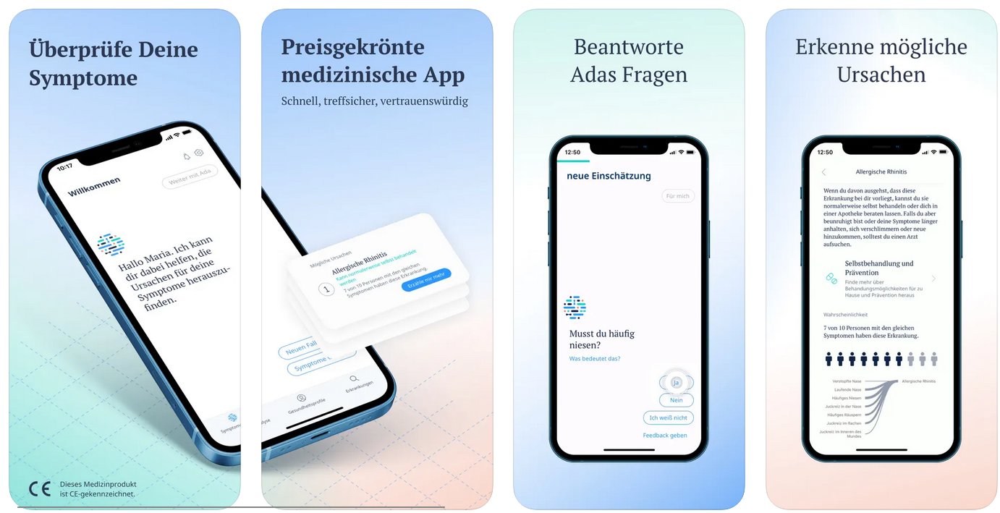 Überprüfe Deine
Symptome
10:17
Willkommen
Weiter mit Ada
Hallo Maria. Ich kann
dir dabei helfen, die
Ursachen für deine
Symptome herauszu-
finden.
Symptom
CE
Dieses Medizinprodukt
ist CE-gekennzeichnet.
Preisgekrönte
medizinische App
Schnell, treffsicher, vertrauenswürdig
Mögliche Ursachen
1
Allergische Rhinitis
Kann normalerweise selbst behandelt
werden
7 von 10 Personen mit den gleichen
Symptomen haben diese Erkrankung.
Erzähle mir mehr
Neuen Fall
Symptome
alyse
Gesundheitsprofile
Erkrankungen
Beantworte
Adas Fragen
12:50
neue Einschätzung
Für mich
Musst du häufig
niesen?
Was bedeutet das?
Ja
Nein
Ich weiß nicht
Feedback geben
Erkenne mögliche
Ursachen
12:50
Allergische Rhinitis
Wenn du davon ausgehst, dass diese
Erkrankung bei dir vorliegt, kannst du sie
normalerweise selbst behandeln oder dich in
einer Apotheke beraten lassen. Falls du aber
beunruhigt bist oder deine Symptome länger
anhalten, sich verschlimmern oder neue
hinzukommen, solltest du einen Arzt
aufsuchen.
Selbstbehandlung und
Prävention
Finde mehr über
Behandlungsmöglichkeiten für zu
Hause und Prävention heraus
Wahrscheinlichkeit
7 von 10 Personen mit den gleichen
Symptomen haben diese Erkrankung.
Verstopfte Nase
Allergische Rhinitis
Laufende Nase
Häufiges Niesen
Juckreiz in der Nase
Häufiges Räuspern
Juckreiz im Rachen
Juckreiz im Inneren des
Mundes